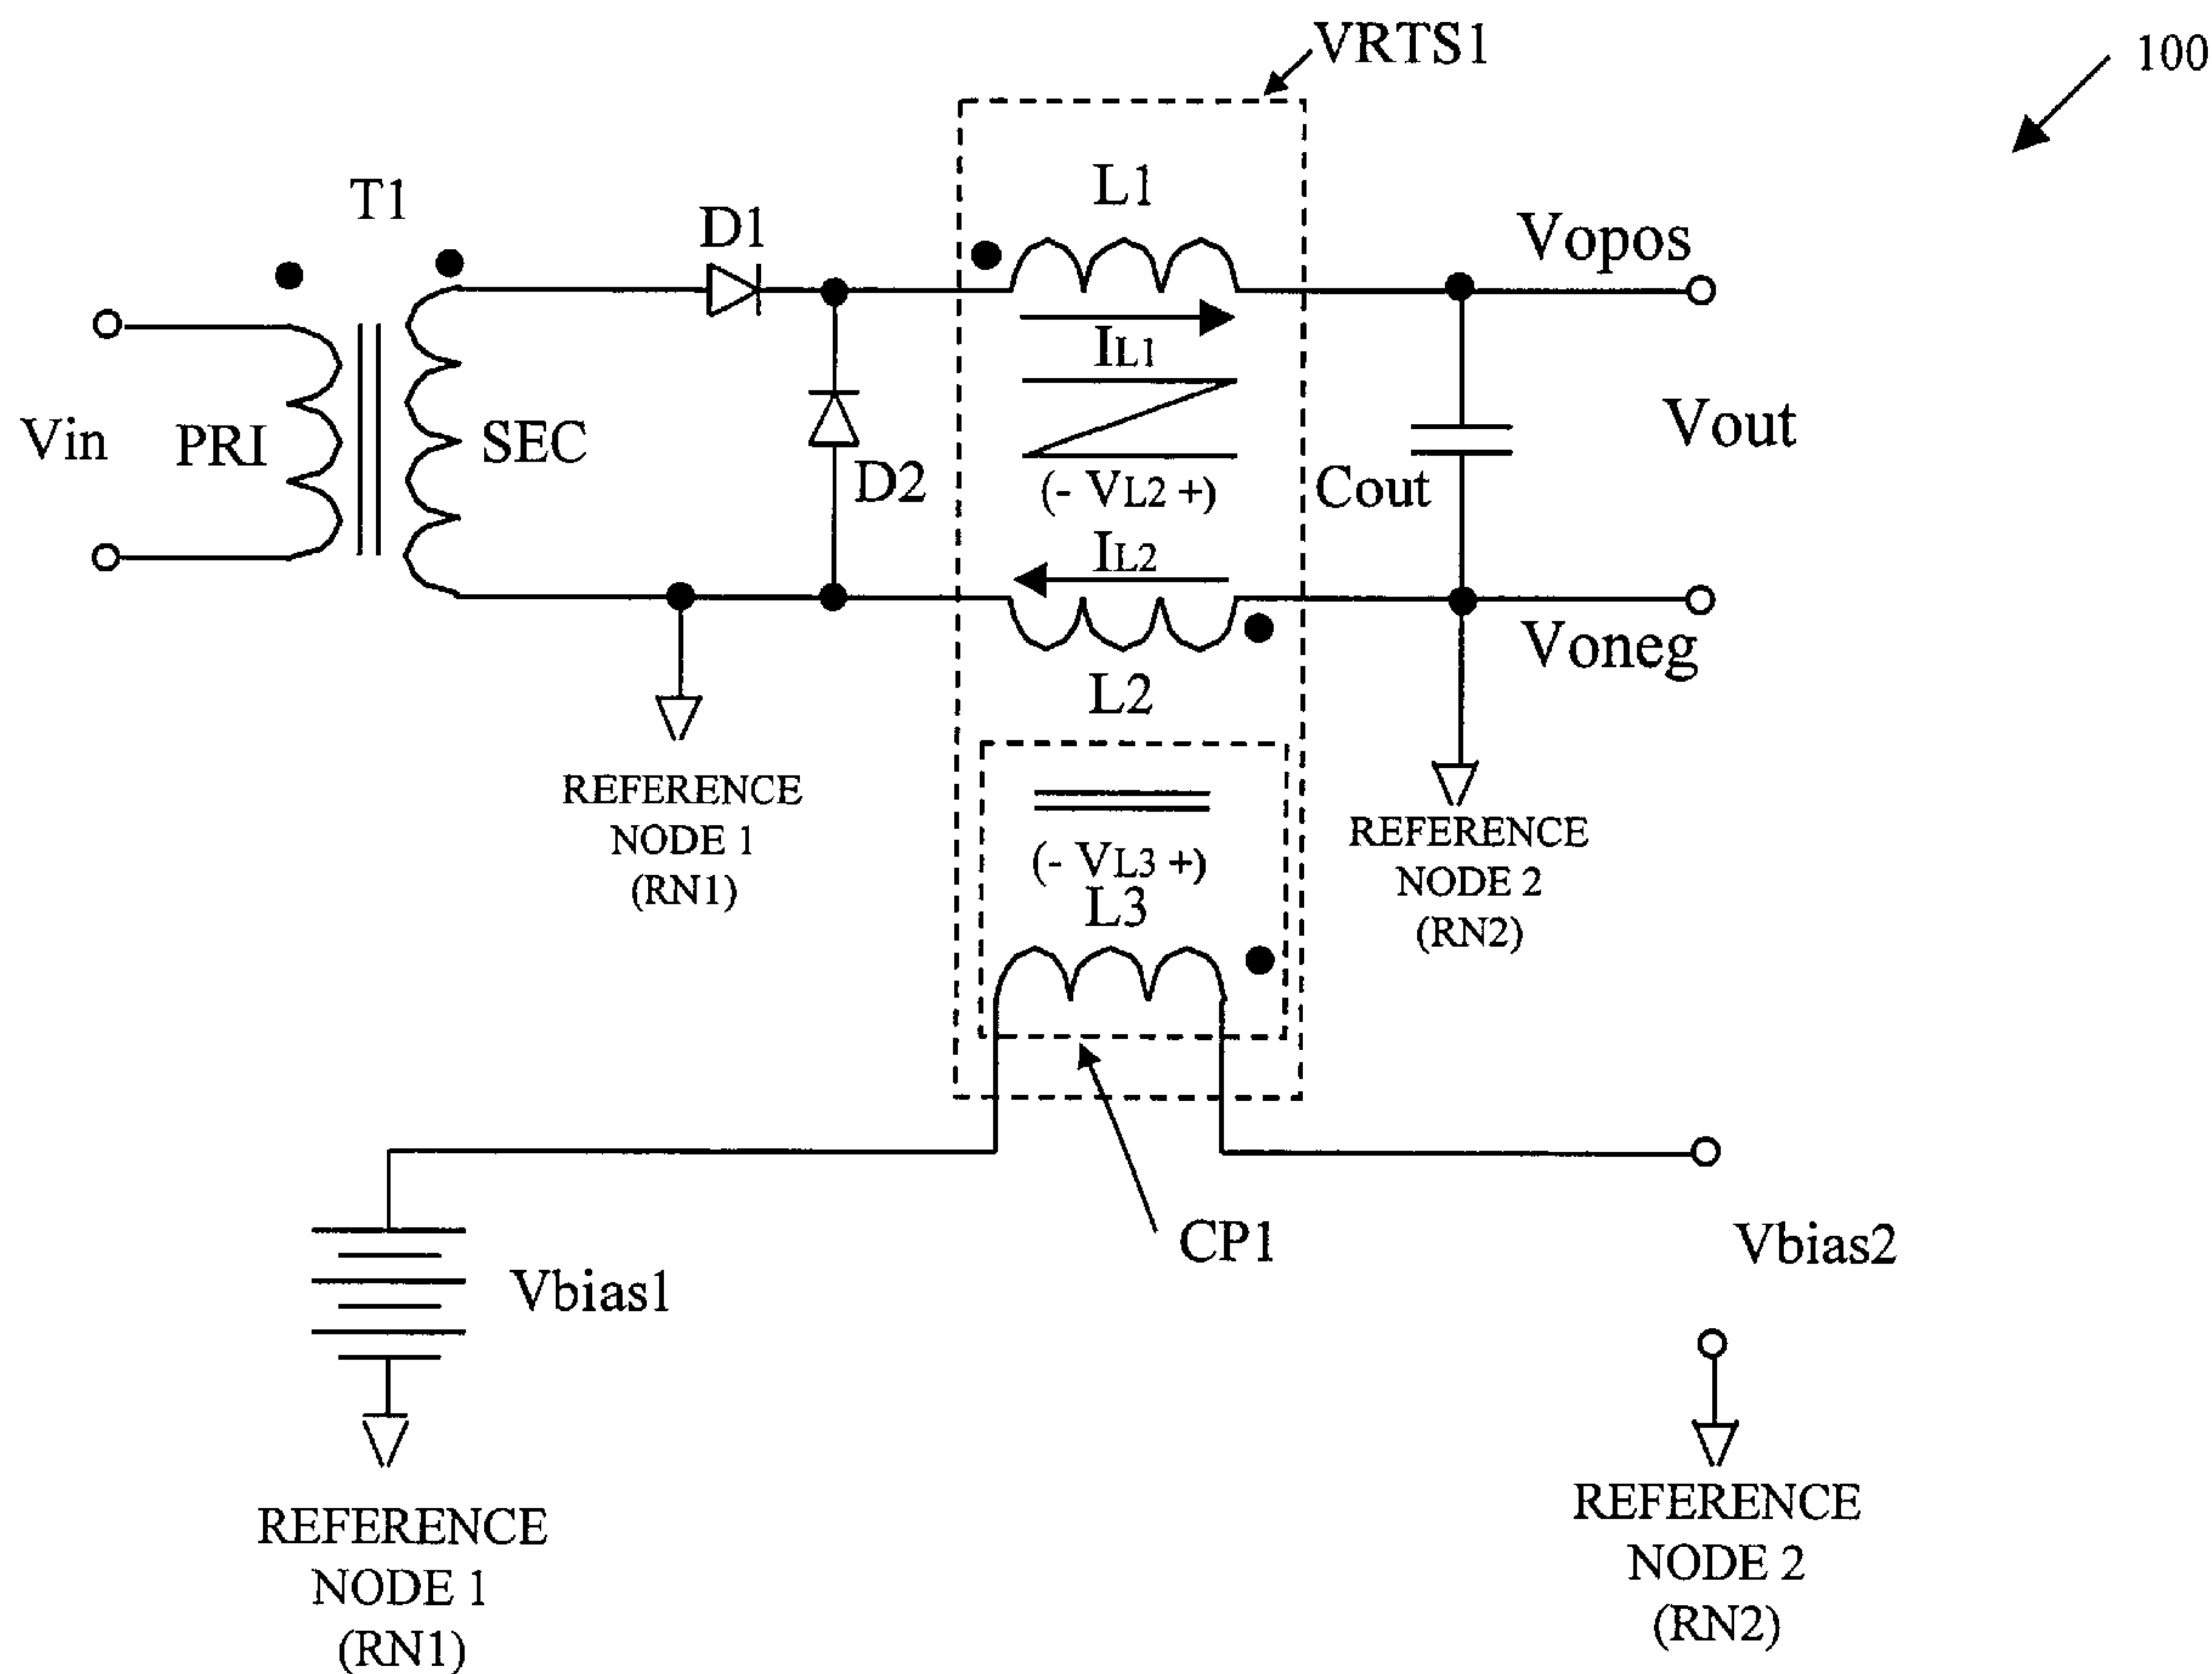 VRTS1
100
T1
D1
L1
Vopos
IL1
Vin
PRI
SEC
D2
(- VL2 +)
Cout
Vout
IL2
L2
Voneg
REFERENCE
NODE 1
(RN1)
(- VL3 +)
L3
REFERENCE
NODE 2
(RN2)
CP1
Vbias1
Vbias2
REFERENCE
NODE 1
(RN1)
REFERENCE
NODE 2
(RN2)